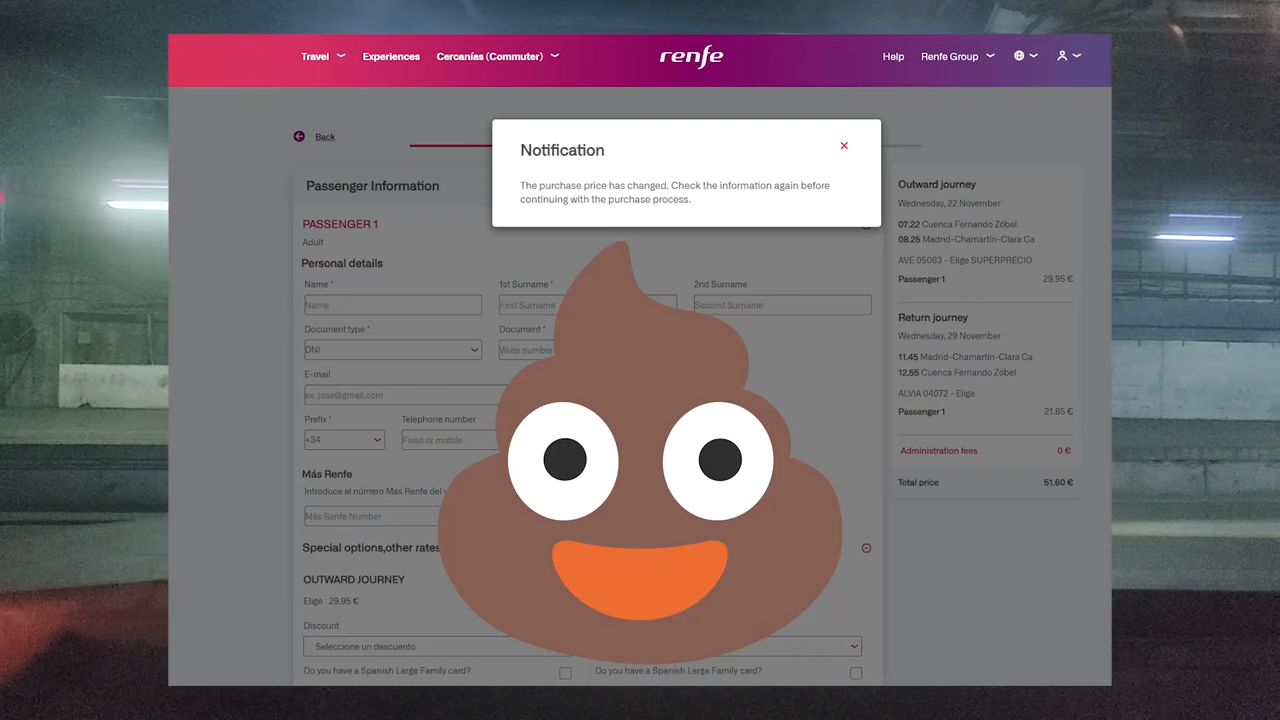 Travel Experiences Cercanías (Commuter) renfe Help Renfe Group
Back
Notification
The purchase price has changed. Check the information again before
continuing with the purchase process.
Passenger Information
PASSENGER 1
Adult
Personal details
Name * 1st Surname * 2nd Surname
Name First Surname Second Surname
Document type * Document *
DNI Write number
E-mail
ex. jose@gmail.com
Prefix * Telephone number
+34 Fixed or mobile
Más Renfe
Introduce el número Más Renfe del
Más Renfe Number
Special options,other rates
OUTWARD JOURNEY
Elige : 29.95 €
Discount
Seleccione un descuento
Do you have a Spanish Large Family card? Do you have a Spanish Large Family card?
Outward journey
Wednesday, 22 November
07.22 Cuenca Fernando Zóbel
08.25 Madrid-Chamartín-Clara Ca
AVE 05063 - Elige SUPERPRECIO
Passenger 1 29.95 €
Return journey
Wednesday, 29 November
11.45 Madrid-Chamartín-Clara Ca
12.55 Cuenca Fernando Zóbel
ALVIA 04072 - Elige
Passenger 1 21.65 €
Administration fees 0 €
Total price 51.60 €